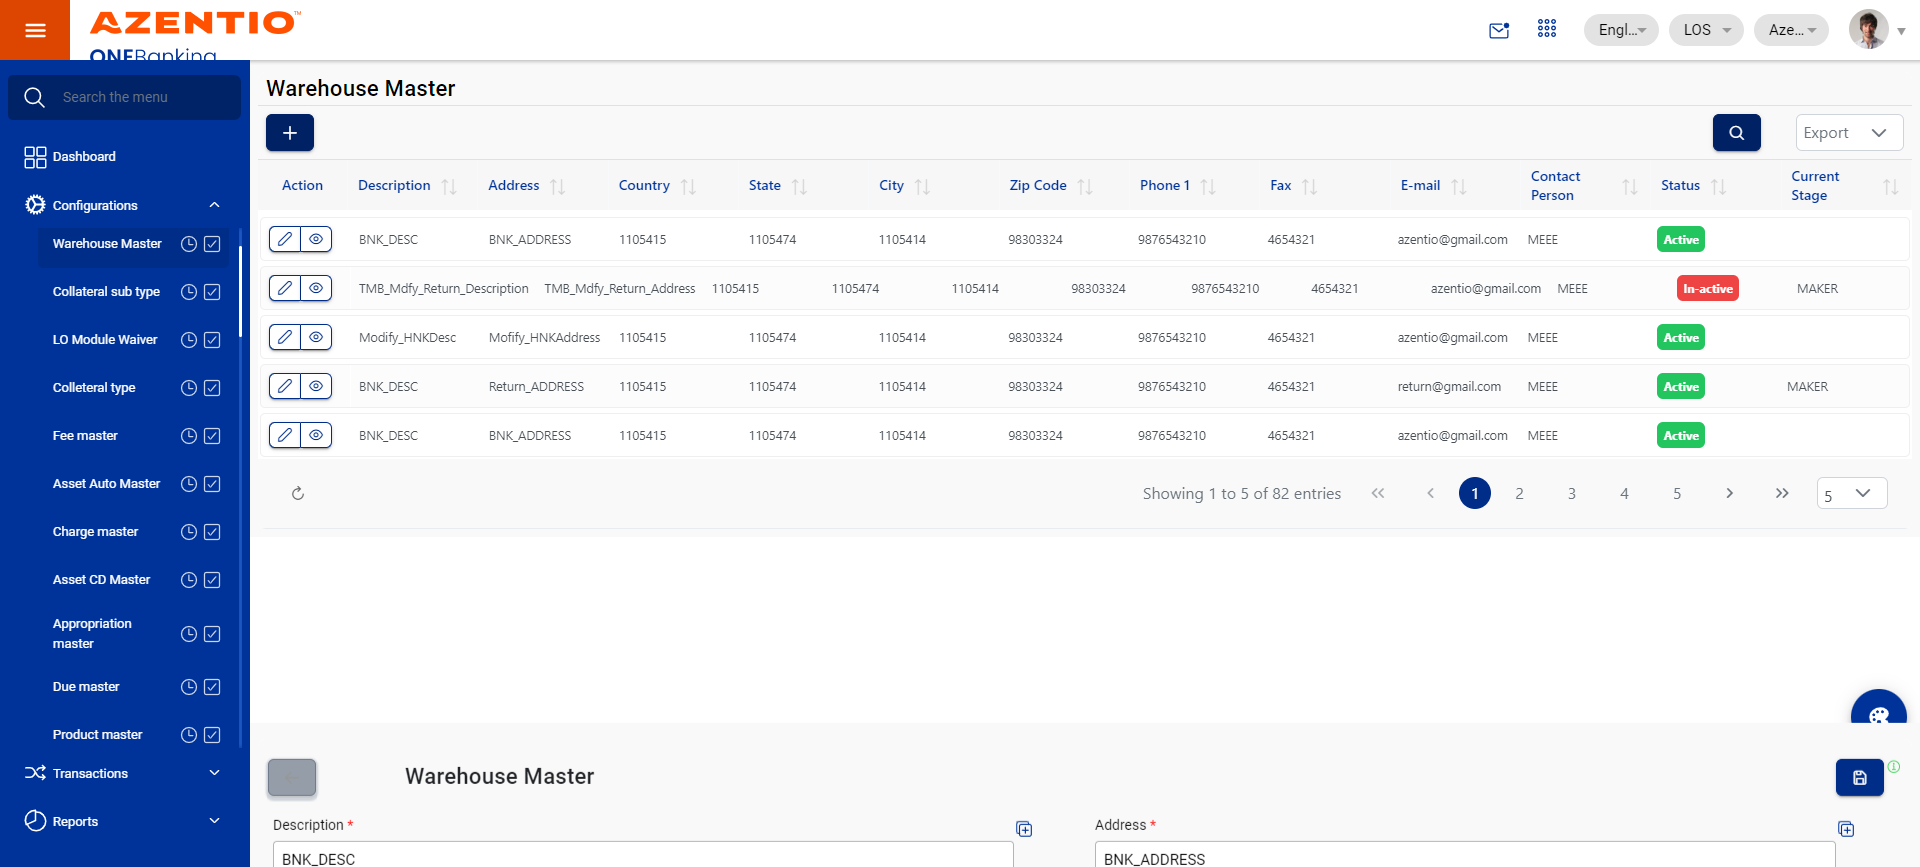 AZENTIO™
ONEBanking
Engl...
LOS
Aze...
Search the menu
Dashboard
Configurations
Warehouse Master
Collateral sub type
LO Module Waiver
Colleteral type
Fee master
Asset Auto Master
Charge master
Asset CD Master
Appropriation
master
Due master
Product master
Transactions
Reports
Warehouse Master
Export
Action Description Address Country State City Zip Code Phone 1 Fax E-mail Contact Person Status Current Stage
BNK_DESC BNK_ADDRESS 1105415 1105474 1105414 98303324 9876543210 4654321 azentio@gmail.com MEEE Active
TMB_Mdfy_Return_Description TMB_Mdfy_Return_Address 1105415 1105474 1105414 98303324 9876543210 4654321 azentio@gmail.com MEEE In-active MAKER
Modify_HNKDesc Mofify_HNKAddress 1105415 1105474 1105414 98303324 9876543210 4654321 azentio@gmail.com MEEE Active
BNK_DESC Return_ADDRESS 1105415 1105474 1105414 98303324 9876543210 4654321 return@gmail.com MEEE Active MAKER
BNK_DESC BNK_ADDRESS 1105415 1105474 1105414 98303324 9876543210 4654321 azentio@gmail.com MEEE Active
Showing 1 to 5 of 82 entries 1 2 3 4 5 5
Warehouse Master
Description * Address *
BNK_DESC BNK_ADDRESS